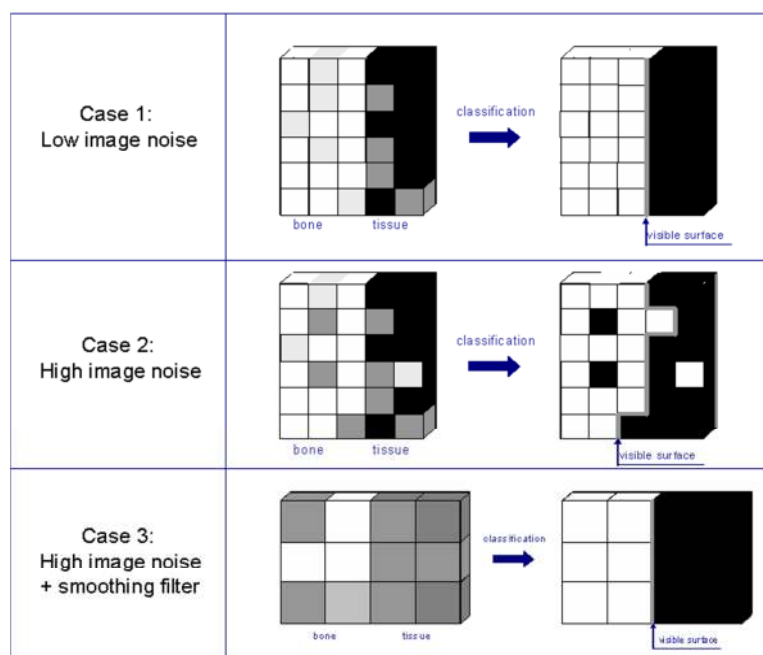 Case 1:
Low image noise
classification
bone tissue
visible surface
Case 2:
High image noise
classification
bone tissue
visible surface
Case 3:
High image noise
+ smoothing filter
classification
bone tissue
visible surface